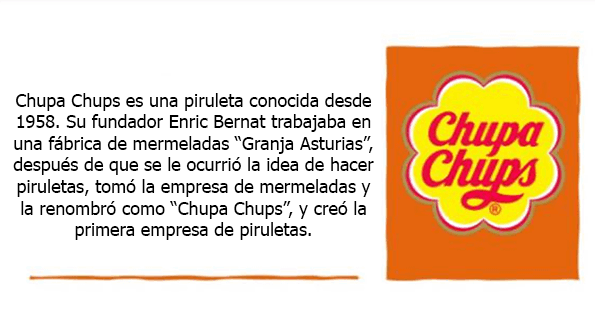 Chupa Chups es una piruleta conocida desde
1958. Su fundador Enric Bernat trabajaba en
una fábrica de mermeladas “Granja Asturias”,
después de que se le ocurrió la idea de hacer
piruletas, tomó la empresa de mermeladas y
la renombró como “Chupa Chups”, y creó la
primera empresa de piruletas.
Chupa
Chups
®